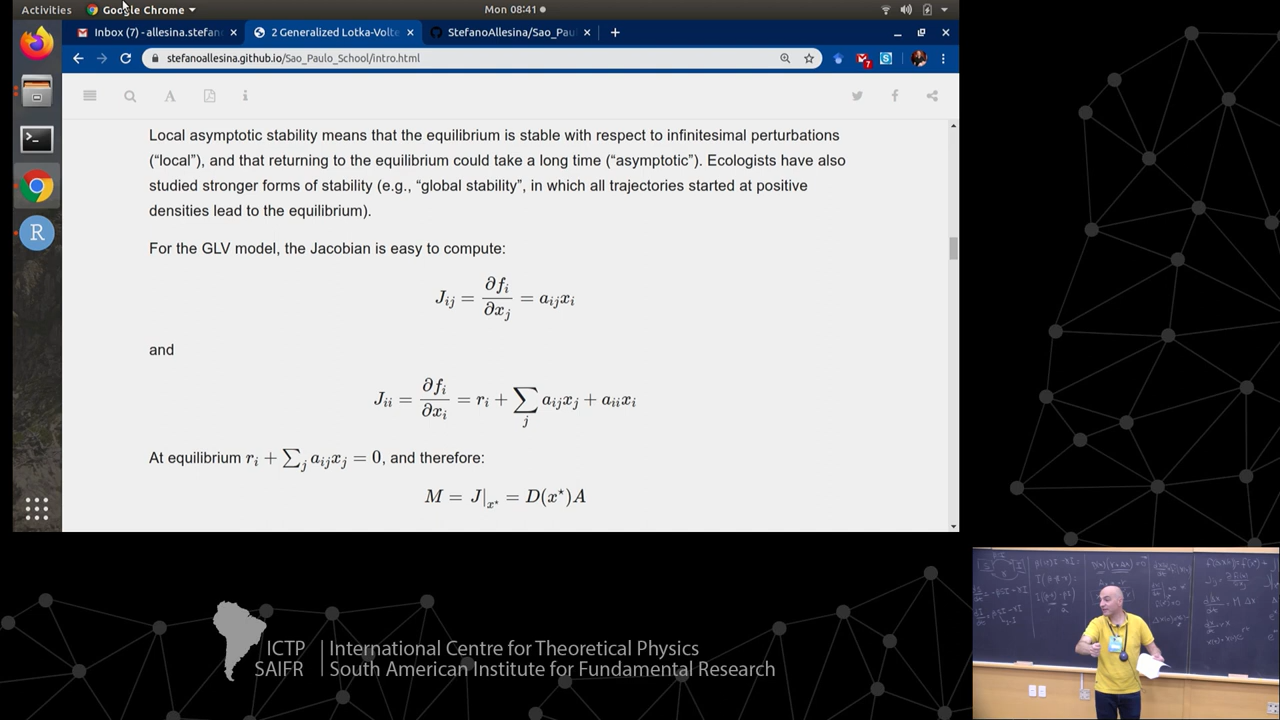 Activities
Google Chrome
Mon 08:41
Inbox (7) - allesina.stefan
2 Generalized Lotka-Volte
StefanoAllesina/Sao_Pau
stefanoallesina.github.io/Sao_Paulo_School/intro.html
Local asymptotic stability means that the equilibrium is stable with respect to infinitesimal perturbations
(“local”), and that returning to the equilibrium could take a long time (“asymptotic”). Ecologists have also
studied stronger forms of stability (e.g., “global stability”, in which all trajectories started at positive
densities lead to the equilibrium).
For the GLV model, the Jacobian is easy to compute:
J_{ij} = ∂f_i/∂x_j = a_{ij}x_i
and
J_{ii} = ∂f_i/∂x_i = r_i + ∑_j a_{ij}x_j + a_{ii}x_i
At equilibrium r_i + ∑_j a_{ij}x_j = 0, and therefore:
M = J|_{x⋆} = D(x⋆)A
ICTP | International Centre for Theoretical Physics
SAIFR | South American Institute for Fundamental Research